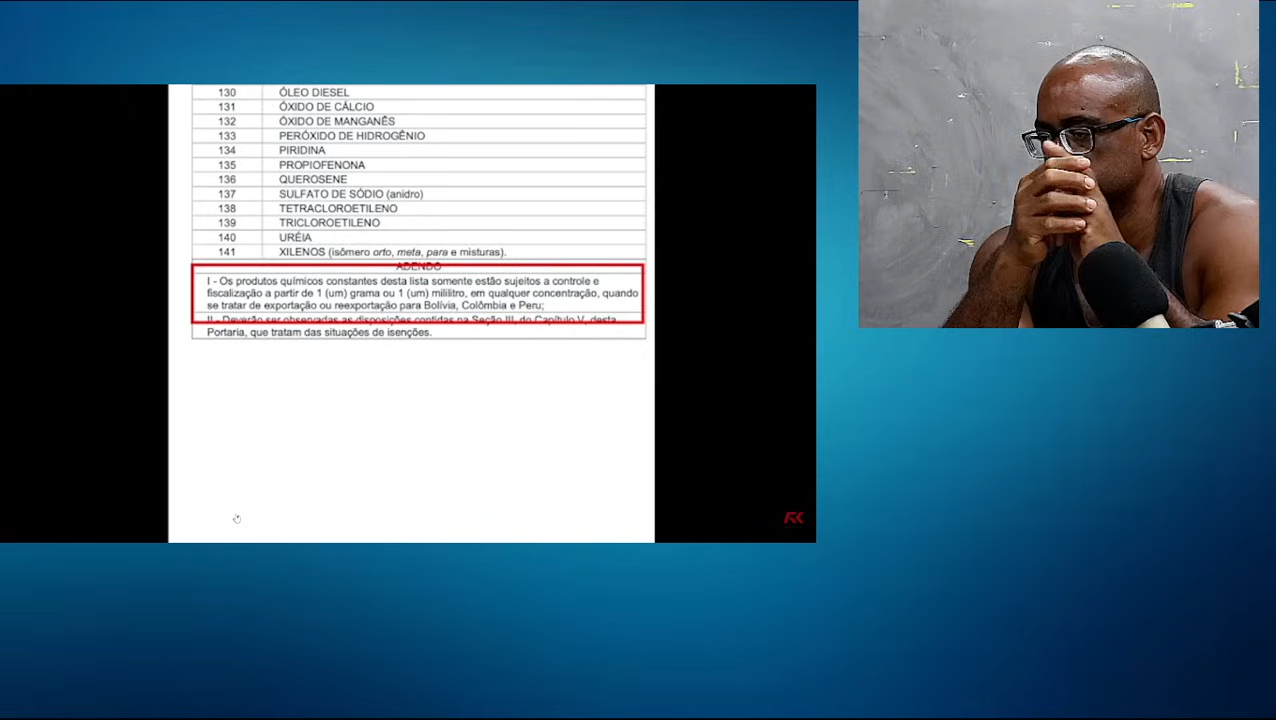 130 ÓLEO DIESEL
131 ÓXIDO DE CÁLCIO
132 ÓXIDO DE MANGANÊS
133 PERÓXIDO DE HIDROGÊNIO
134 PIRIDINA
135 PROPIOFENONA
136 QUEROSENE
137 SULFATO DE SÓDIO (anidro)
138 TETRACLOROETILENO
139 TRICLOROETILENO
140 URÉIA
141 XILENOS (isômero orto, meta, para e misturas).
ADENDO
I - Os produtos químicos constantes desta lista somente estão sujeitos a controle e
fiscalização a partir de 1 (um) grama ou 1 (um) mililitro, em qualquer concentração, quando
se tratar de exportação ou reexportação para Bolívia, Colômbia e Peru;
II - Deverão ser observadas as disposições contidas na Seção III, do Capítulo V, desta
Portaria, que tratam das situações de isenções.